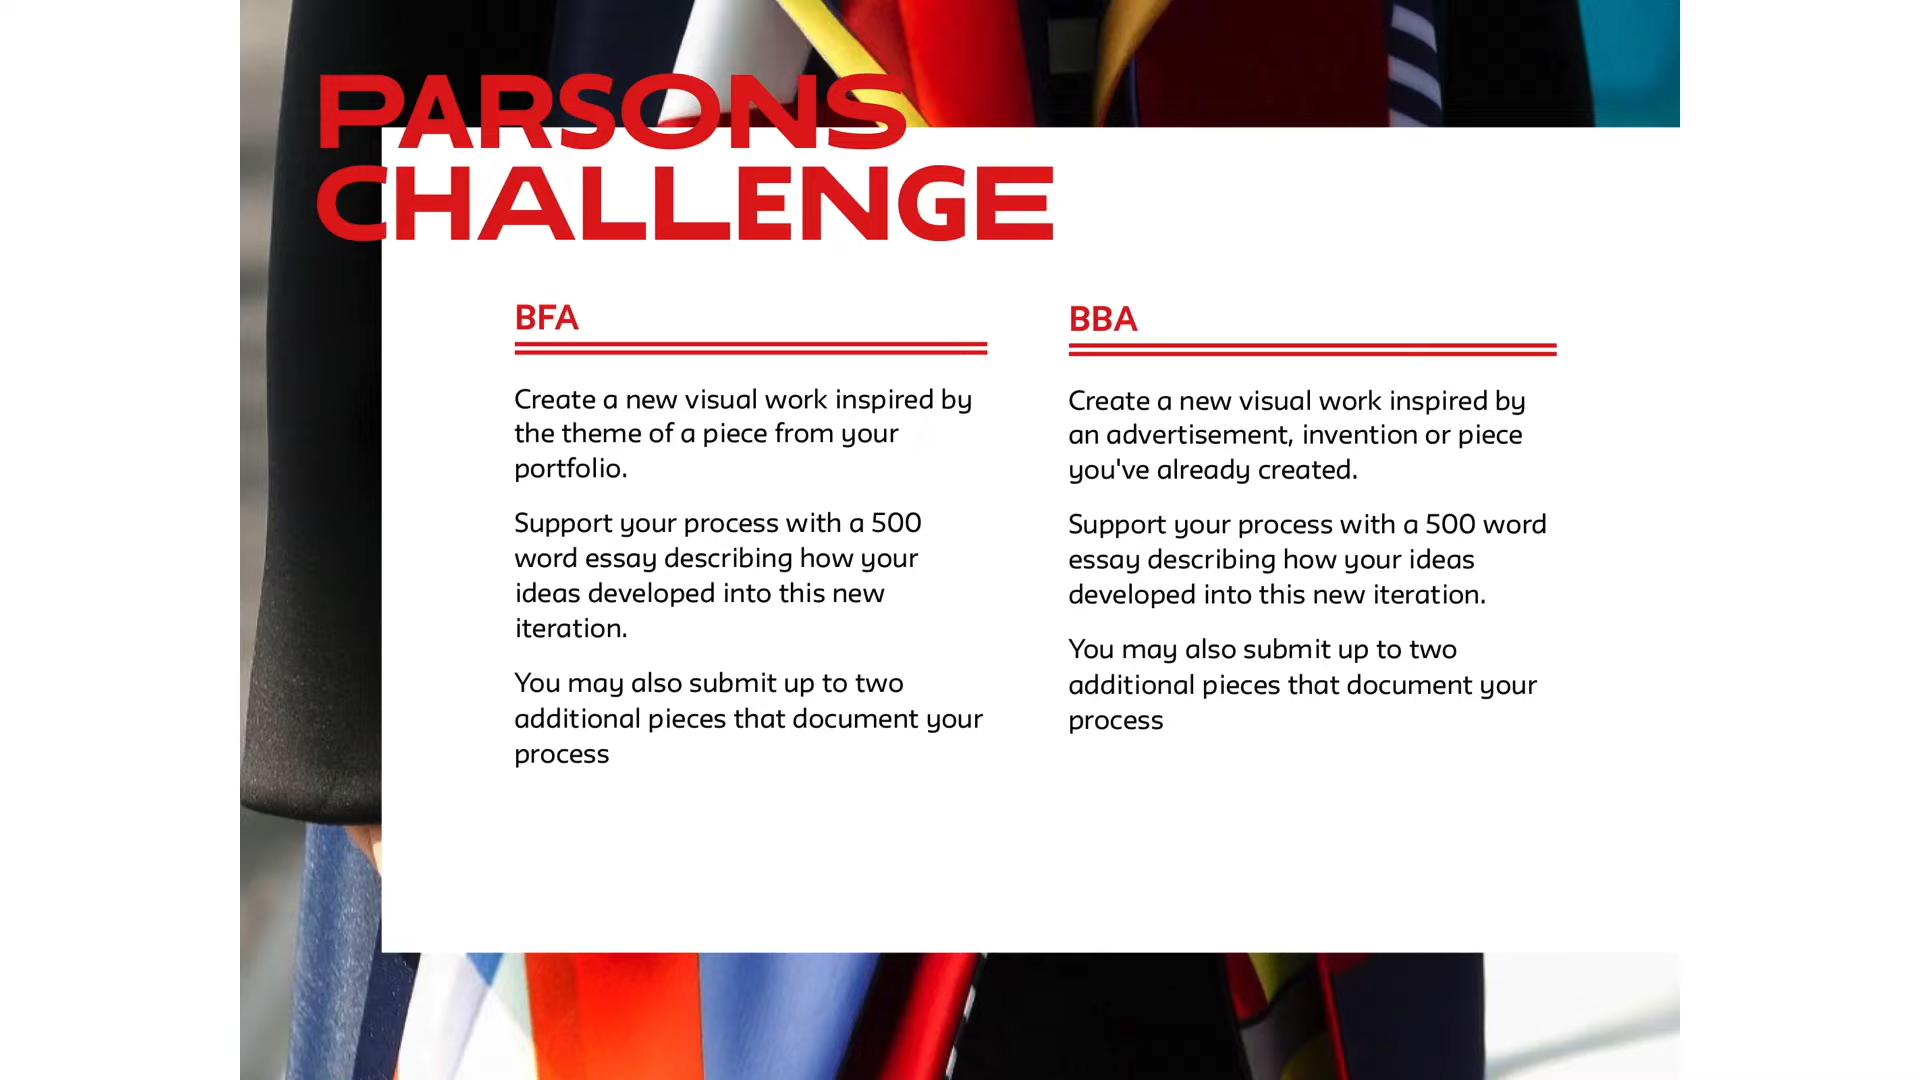 PARSONS
CHALLENGE
BFA
Create a new visual work inspired by
the theme of a piece from your
portfolio.
Support your process with a 500
word essay describing how your
ideas developed into this new
iteration.
You may also submit up to two
additional pieces that document your
process
BBA
Create a new visual work inspired by
an advertisement, invention or piece
you've already created.
Support your process with a 500 word
essay describing how your ideas
developed into this new iteration.
You may also submit up to two
additional pieces that document your
process